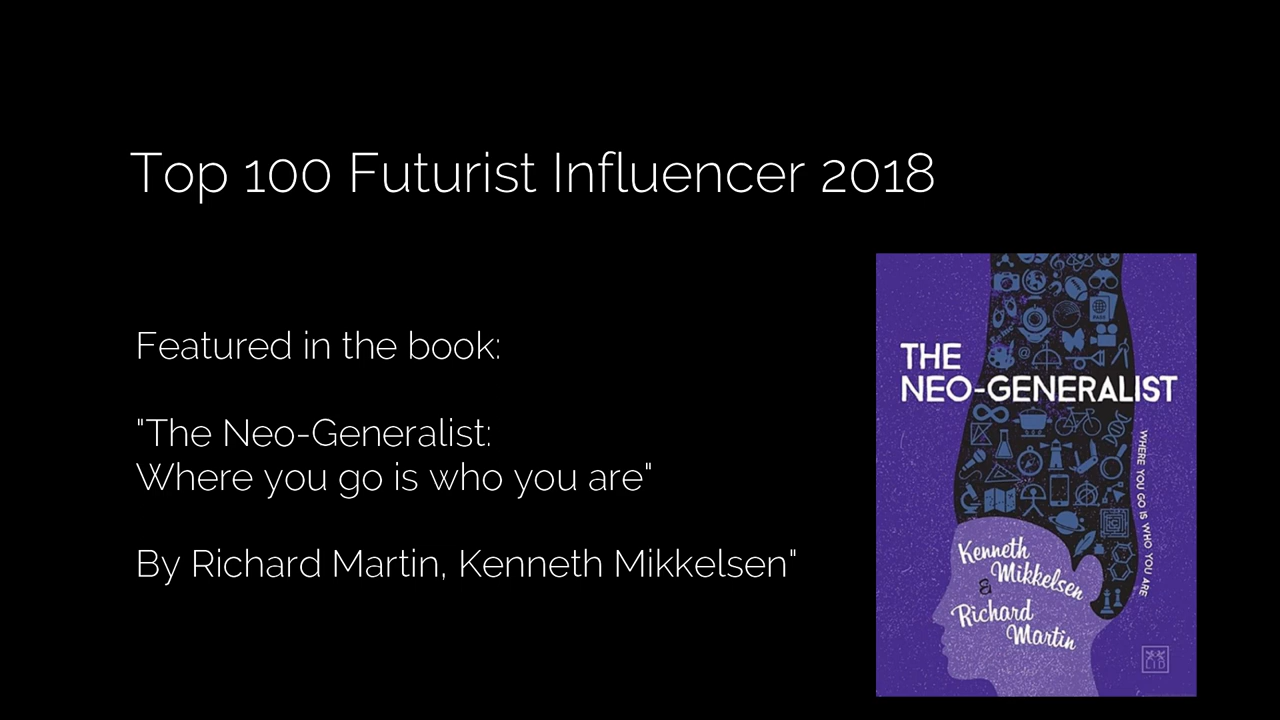 Top 100 Futurist Influencer 2018
Featured in the book:
"The Neo-Generalist:
Where you go is who you are"
By Richard Martin, Kenneth Mikkelsen"
THE
NEO-GENERALIST
WHERE YOU GO IS WHO YOU ARE
Kenneth
Mikkelsen
&
Richard
Martin
LID
PASS